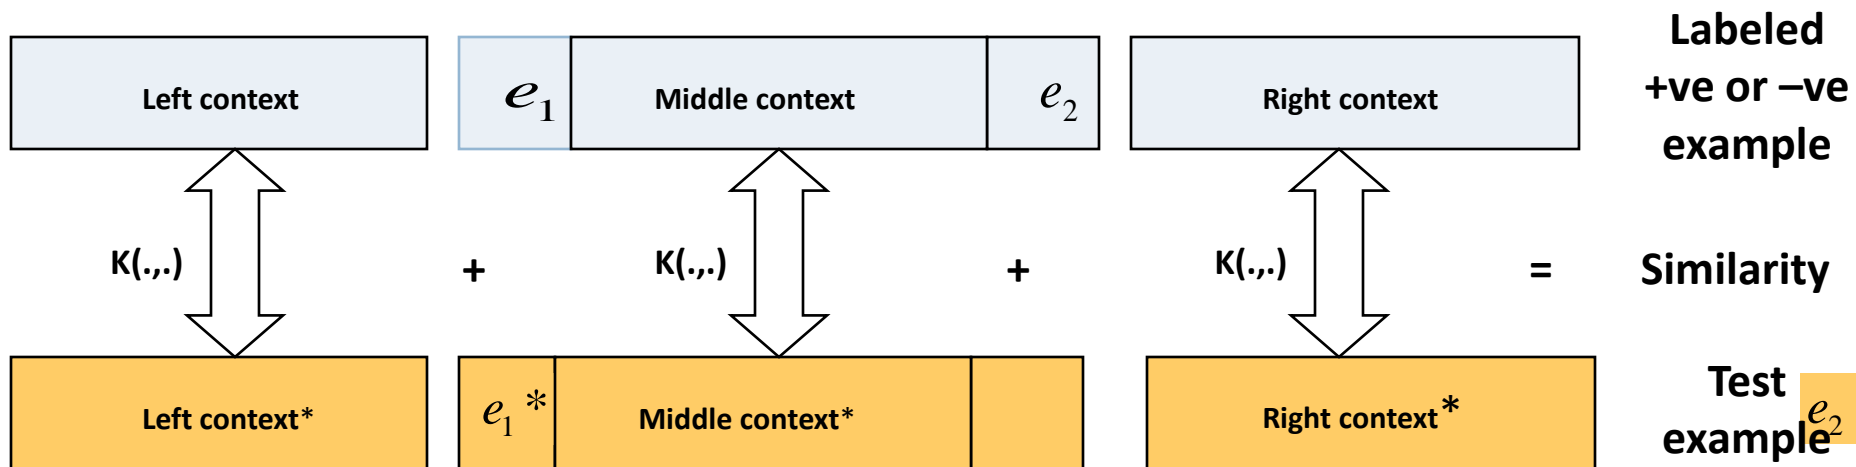 Left context
e₁
Middle context
e₂
Right context
Labeled
+ve or –ve
example
K(.,.)
+
K(.,.)
+
K(.,.)
=
Similarity
Left context*
e₁*
Middle context*
Right context*
Test
example
e₂